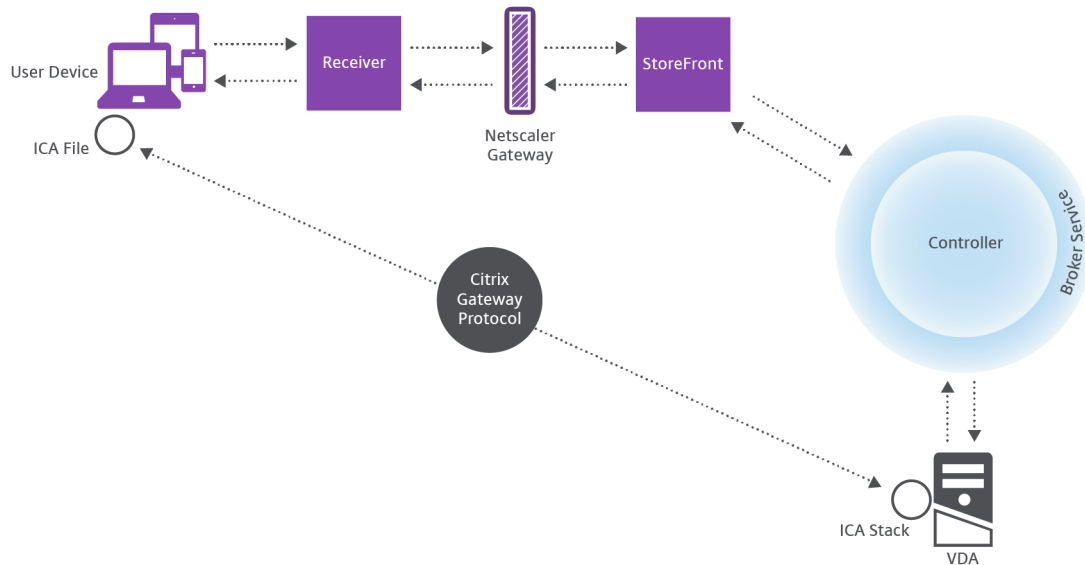 User Device
Receiver
StoreFront
Netscaler
Gateway
ICA File
Controller
Broker Service
Citrix
Gateway
Protocol
ICA Stack
VDA